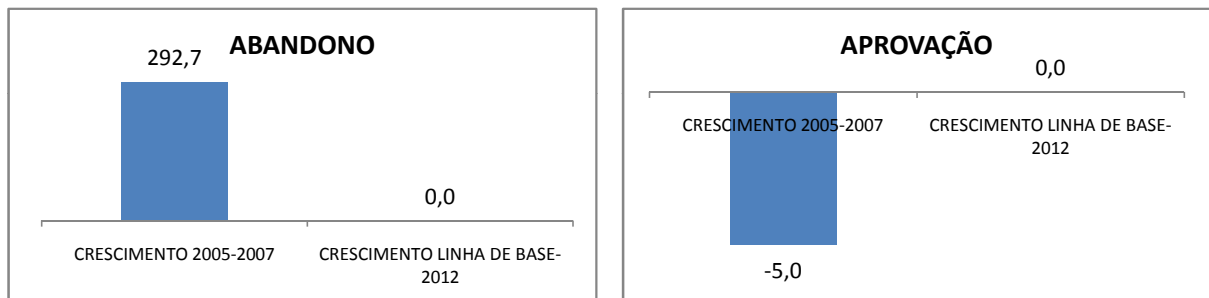 ABANDONO
292,7
0,0
CRESCIMENTO 2005-2007
CRESCIMENTO LINHA DE BASE-
2012
APROVAÇÃO
0,0
CRESCIMENTO 2005-2007
CRESCIMENTO LINHA DE BASE-
2012
-5,0